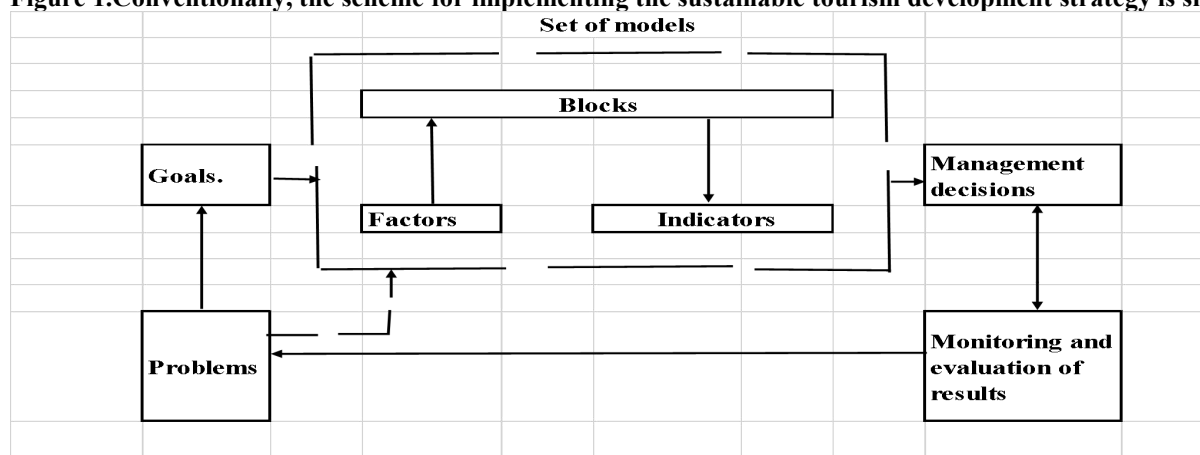 Figure 1.Conventionally, the scheme for implementing the sustainable tourism development strategy is
Set of models
Blocks
Goals.
Management
decisions
Factors
Indicators
Problems
Monitoring and
evaluation of
results